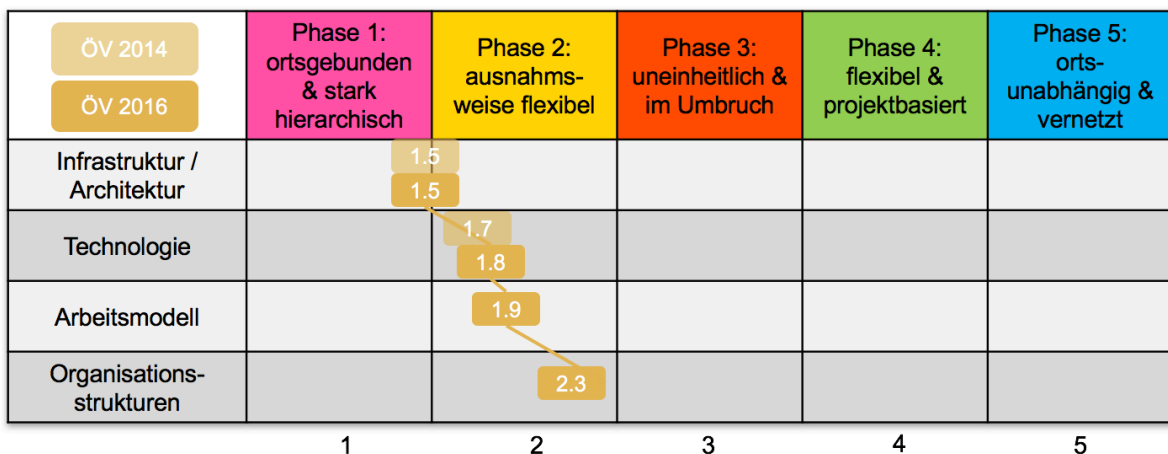 ÖV 2014
ÖV 2016
Phase 1:
ortsgebunden
& stark
hierarchisch
Phase 2:
ausnahms-
weise flexibel
Phase 3:
uneinheitlich &
im Umbruch
Phase 4:
flexibel &
projektbasiert
Phase 5:
orts-
unabhängig &
vernetzt
Infrastruktur /
Architektur
1.5
1.5
Technologie
1.7
1.8
Arbeitsmodell
1.9
Organisations-
strukturen
2.3
1
2
3
4
5